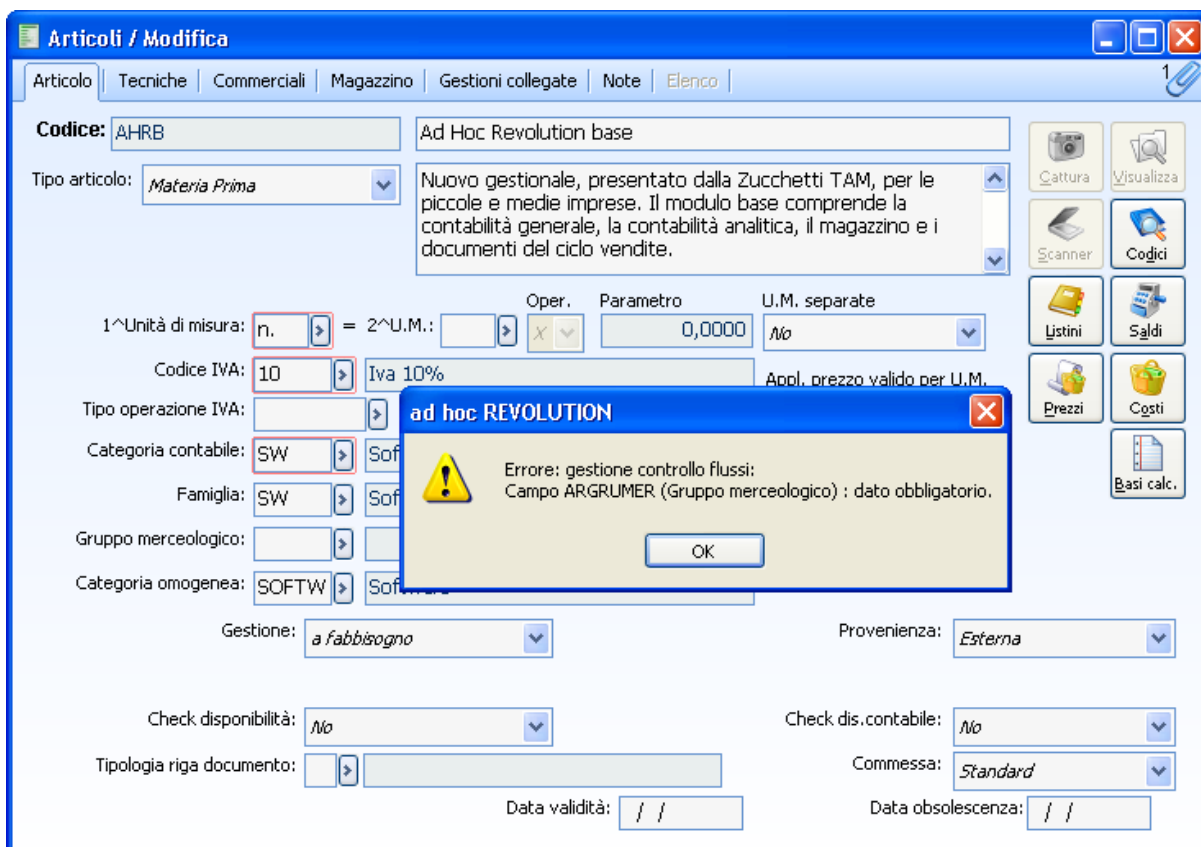 Articoli / Modifica
Articolo Tecniche Commerciali Magazzino Gestioni collegate Note Elenco 1
Codice: AHRB Ad Hoc Revolution base
Cattura Visualizza
Tipo articolo: Materia Prima
Nuovo gestionale, presentato dalla Zucchetti TAM, per le
piccole e medie imprese. Il modulo base comprende la
contabilità generale, la contabilità analitica, il magazzino e i
documenti del ciclo vendite.
Scanner Codici
Oper. Parametro U.M. separate
1^Unità di misura: n. = 2^U.M.: X 0,0000 No
Listini Saldi
Codice IVA: 10 Iva 10% Appl. prezzo valido per U.M.
Tipo operazione IVA:
Prezzi Costi
ad hoc REVOLUTION
Categoria contabile: SW Sof
Errore: gestione controllo flussi:
Campo ARGRUMER (Gruppo merceologico) : dato obbligatorio.
Basi calc.
Famiglia: SW Sof
Gruppo merceologico:
OK
Categoria omogenea: SOFTW Software
Gestione: a fabbisogno Provenienza: Esterna
Check disponibilità: No Check dis.contabile: No
Tipologia riga documento: Commessa: Standard
Data validità: / / Data obsolescenza: / /